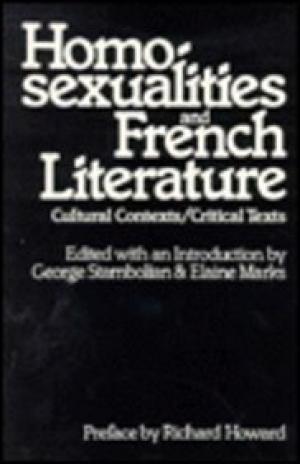 Homo-
sexualities
and
French
Literature
Cultural Contexts/Critical Texts
Edited with an Introduction by
George Stambolian & Elaine Marks
Preface by Richard Howard